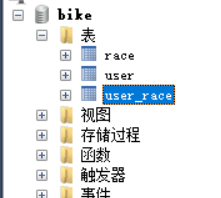 bike
表
race
user
user_race
视图
存储过程
函数
触发器
事件